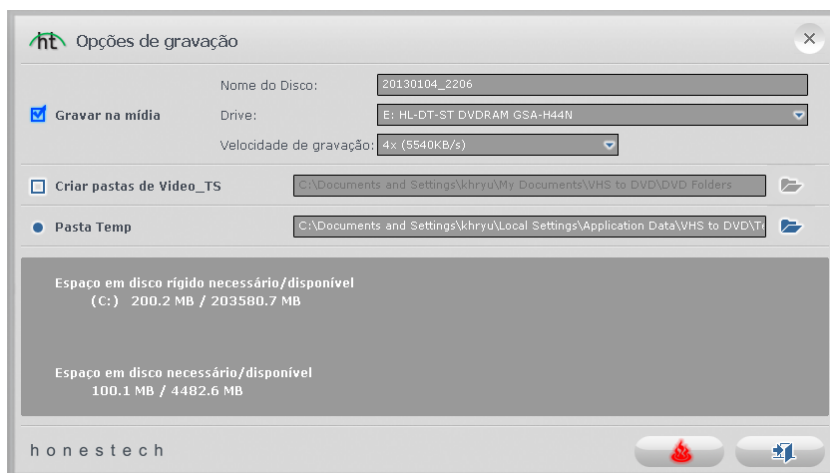 ht Opções de gravação
Nome do Disco: 20130104_2206
Gravar na mídia Drive: E: HL-DT-ST DVDRAM GSA-H44N
Velocidade de gravação: 4x (5540KB/s)
Criar pastas de Video_TS C:\Documents and Settings\khryu\My Documents\VHS to DVD\DVD Folders
Pasta Temp C:\Documents and Settings\khryu\Local Settings\Application Data\VHS to DVD\Te
Espaço em disco rígido necessário/disponível
(C:) 200.2 MB / 203580.7 MB
Espaço em disco necessário/disponível
100.1 MB / 4482.6 MB
honestech